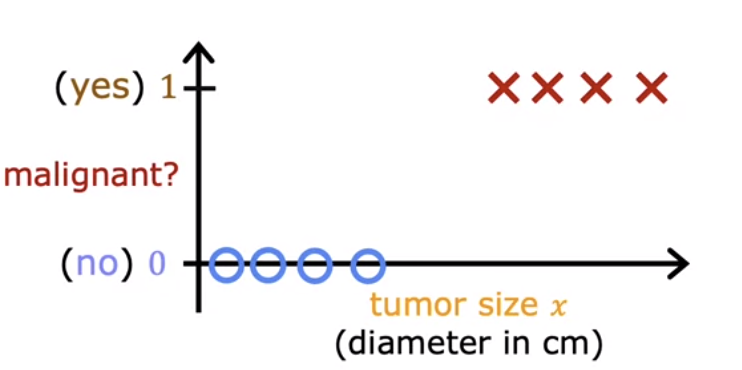 (yes) 1
malignant?
(no) 0
tumor size x
(diameter in cm)